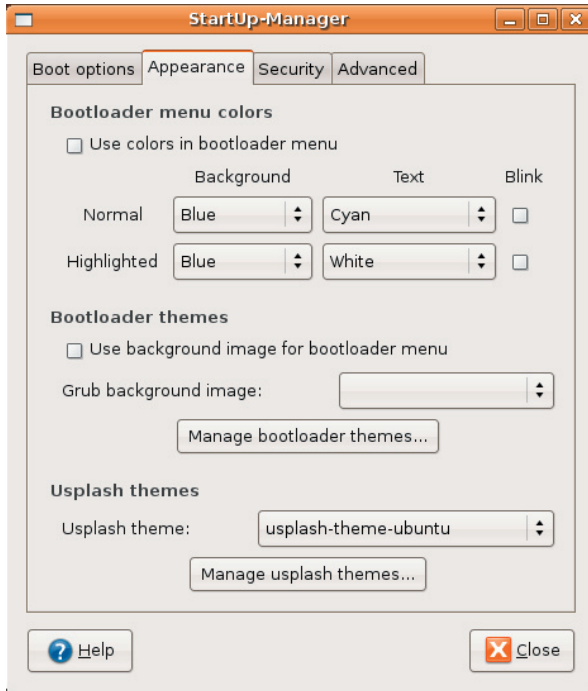 StartUp-Manager
Boot options Appearance Security Advanced
Bootloader menu colors
Use colors in bootloader menu
Background Text Blink
Normal Blue Cyan
Highlighted Blue White
Bootloader themes
Use background image for bootloader menu
Grub background image:
Manage bootloader themes...
Usplash themes
Usplash theme: usplash-theme-ubuntu
Manage usplash themes...
Help Close